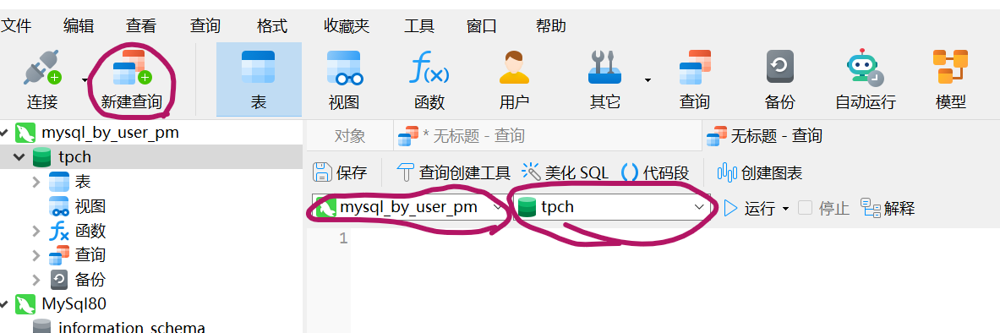 文件 编辑 查看 查询 格式 收藏夹 工具 窗口 帮助
连接 新建查询 表 视图 函数 用户 其它 查询 备份 自动运行 模型
mysql_by_user_pm
tpch
表
视图
函数
查询
备份
MySql80
information_schema
对象 * 无标题 - 查询 无标题 - 查询
保存 查询创建工具 美化 SQL 代码段 创建图表
mysql_by_user_pm tpch 运行 停止 解释
1